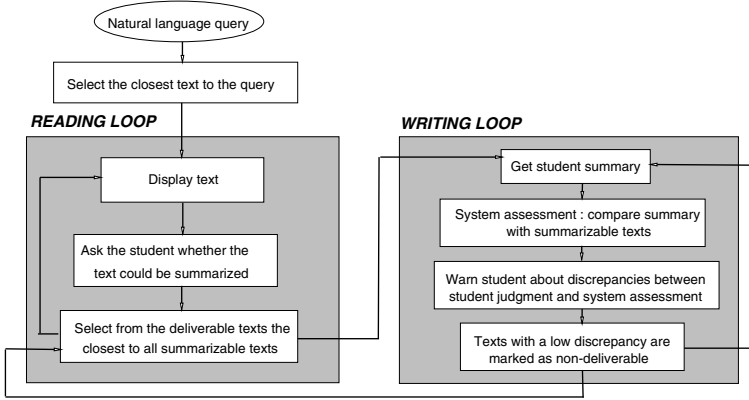 Natural language query
Select the closest text to the query
READING LOOP
Display text
Ask the student whether the
text could be summarized
Select from the deliverable texts the
closest to all summarizable texts
WRITING LOOP
Get student summary
System assessment : compare summary
with summarizable texts
Warn student about discrepancies between
student judgment and system assessment
Texts with a low discrepancy are
marked as non-deliverable